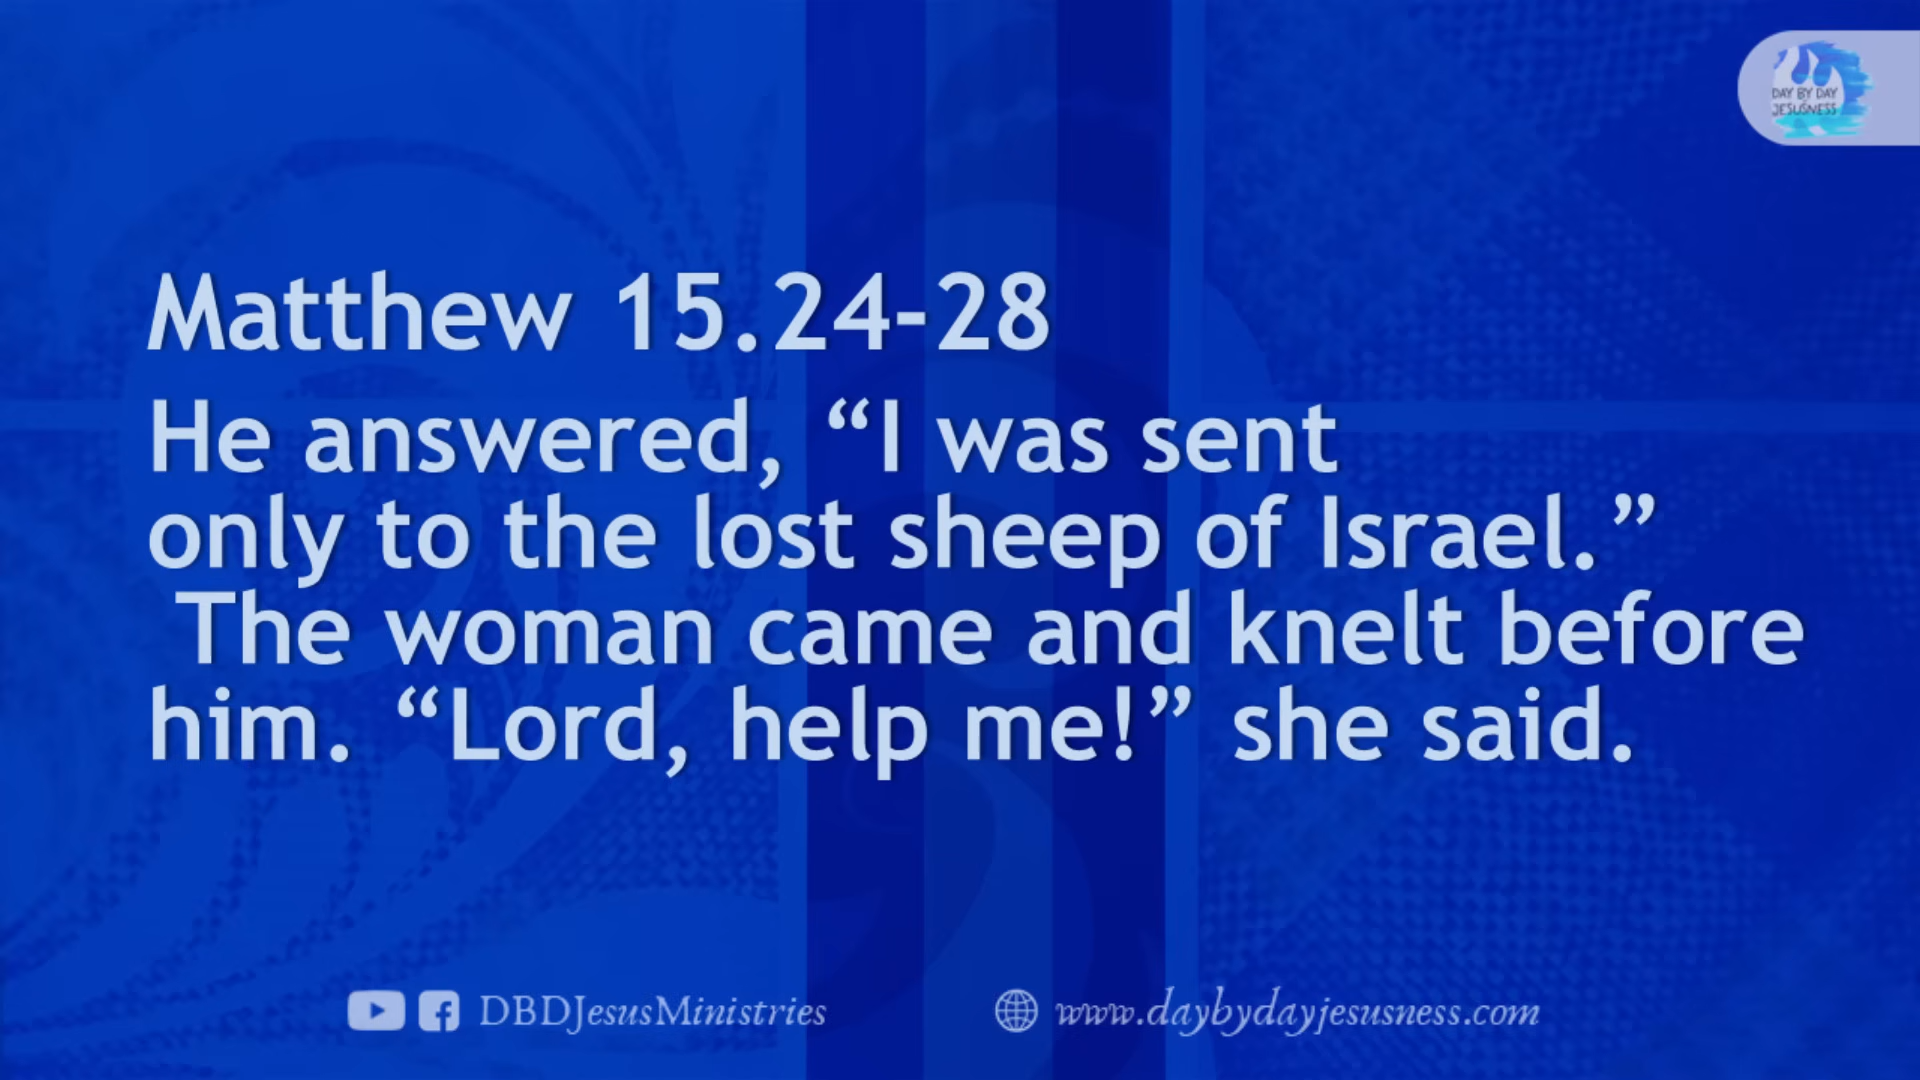 DAY BY DAY
JESUSNESS
Matthew 15.24-28
He answered, “I was sent
only to the lost sheep of Israel.”
The woman came and knelt before
him. “Lord, help me!” she said.
DBDJesusMinistries
www.daybydayjesusness.com